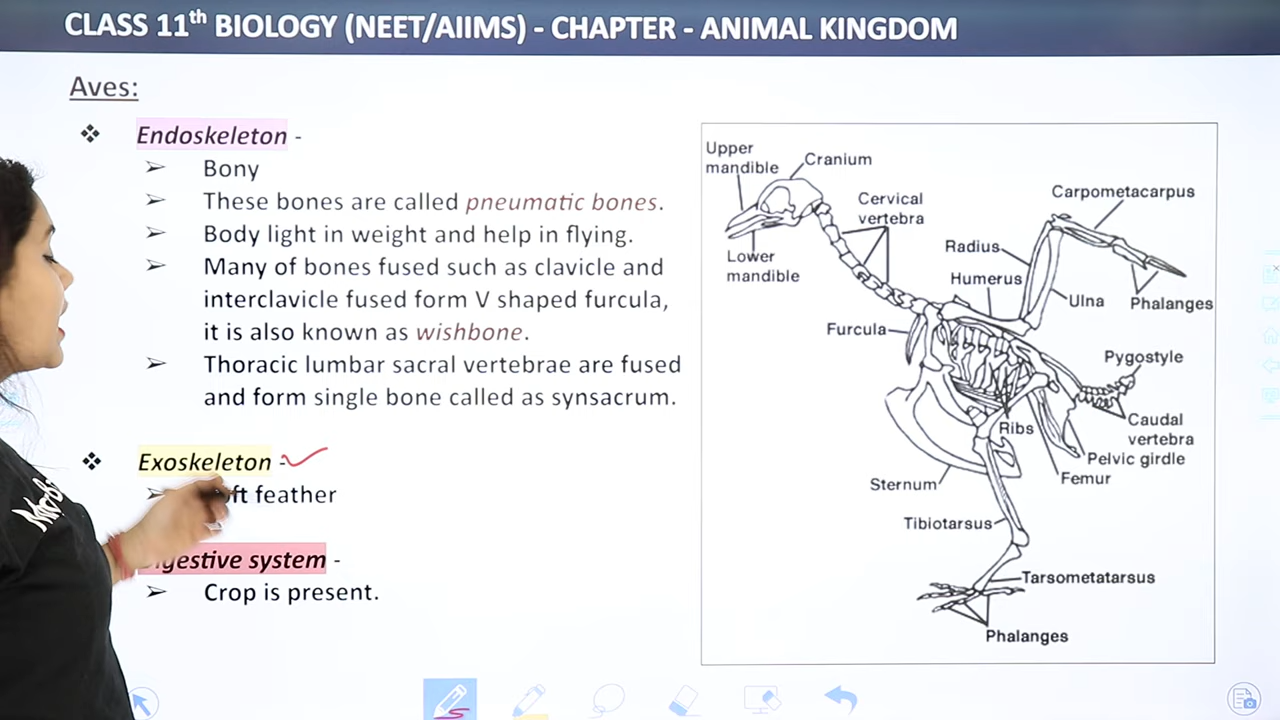 CLASS 11th BIOLOGY (NEET/AIIMS) - CHAPTER - ANIMAL KINGDOM
Aves:
❖ Endoskeleton -
➢ Bony
➢ These bones are called pneumatic bones.
➢ Body light in weight and help in flying.
➢ Many of bones fused such as clavicle and
interclavicle fused form V shaped furcula,
it is also known as wishbone.
➢ Thoracic lumbar sacral vertebrae are fused
and form single bone called as synsacrum.
❖ Exoskeleton -
➢ feather
system -
➢ Crop is present.
Upper
mandible
Cranium
Cervical
vertebra
Lower
mandible
Carpometacarpus
Radius
Humerus
Ulna
Phalanges
Furcula
Pygostyle
Ribs
Caudal
vertebra
Pelvic girdle
Femur
Sternum
Tibiotarsus
Tarsometatarsus
Phalanges